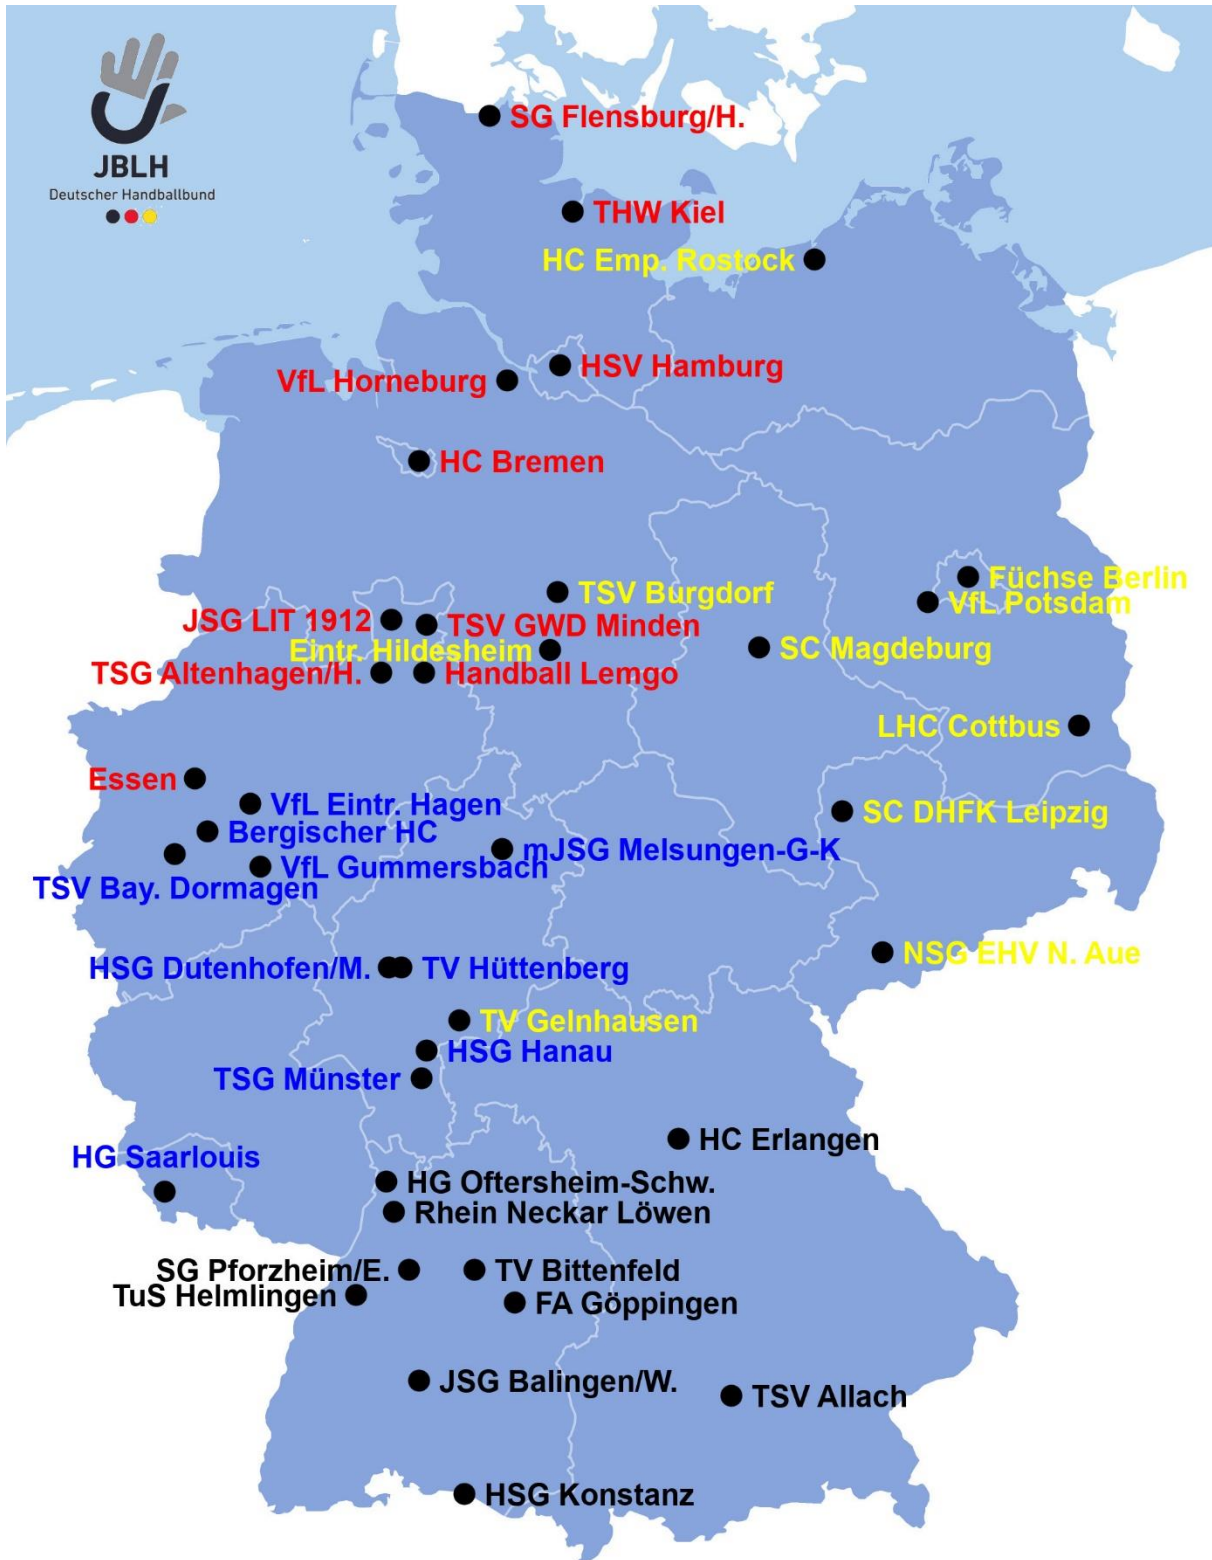 JBLH
Deutscher Handballbund
SG Flensburg/H.
THW Kiel
HC Emp. Rostock
HSV Hamburg
VfL Horneburg
HC Bremen
Füchse Berlin
TSV Burgdorf
VfL Potsdam
JSG LIT 1912
TSV GWD Minden
Eintr. Hildesheim
SC Magdeburg
TSG Altenhagen/H.
Handball Lemgo
LHC Cottbus
Essen
VfL Eintr. Hagen
SC DHFK Leipzig
Bergischer HC
mJSG Melsungen-G-K
VfL Gummersbach
TSV Bay. Dormagen
NSG EHV N. Aue
HSG Dutenhofen/M.
TV Hüttenberg
TV Gelnhausen
HSG Hanau
TSG Münster
HC Erlangen
HG Saarlouis
HG Oftersheim-Schw.
Rhein Neckar Löwen
SG Pforzheim/E.
TV Bittenfeld
TuS Helmlingen
FA Göppingen
JSG Balingen/W.
TSV Allach
HSG Konstanz